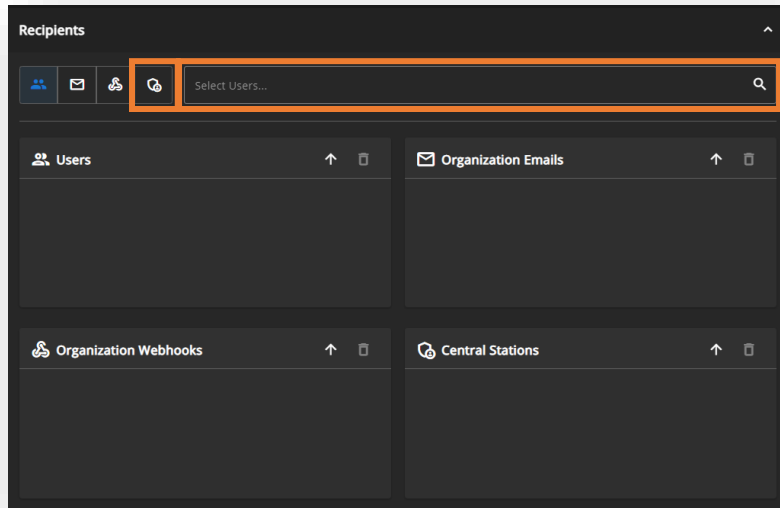 Recipients
Select Users...
Users
Organization Emails
Organization Webhooks
Central Stations